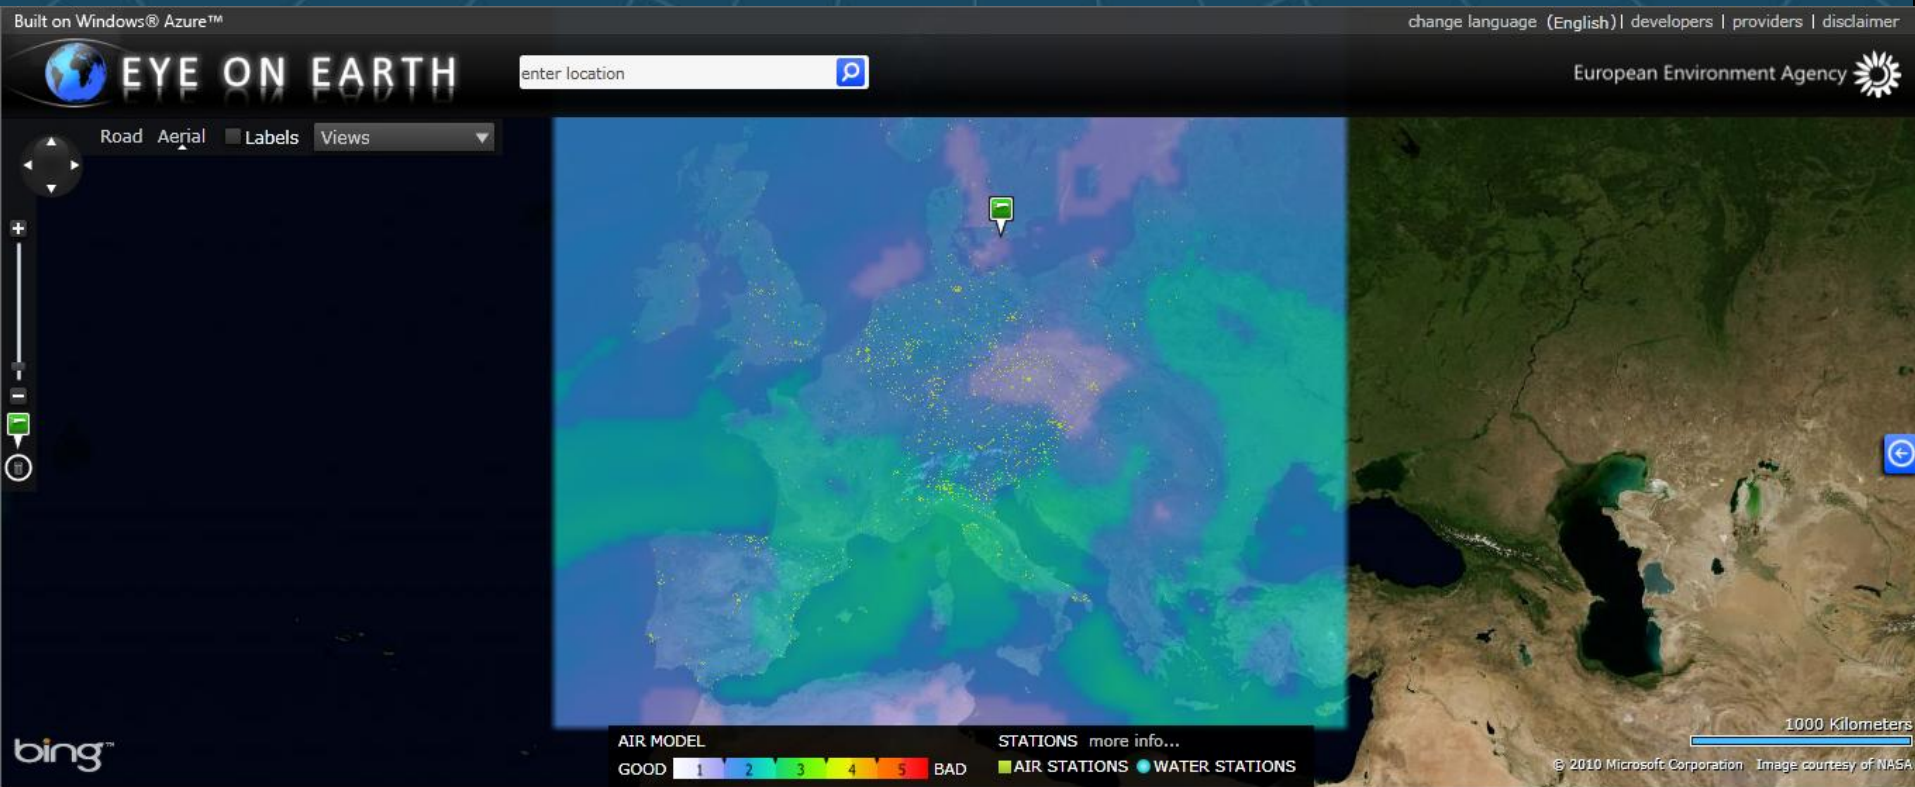 Built on Windows® Azure™
change language (English) | developers | providers | disclaimer
EYE ON EARTH
enter location
European Environment Agency
Road Aerial Labels Views
1000 Kilometers
bing™
AIR MODEL
STATIONS more info...
GOOD 1 2 3 4 5 BAD
AIR STATIONS WATER STATIONS
© 2010 Microsoft Corporation Image courtesy of NASA